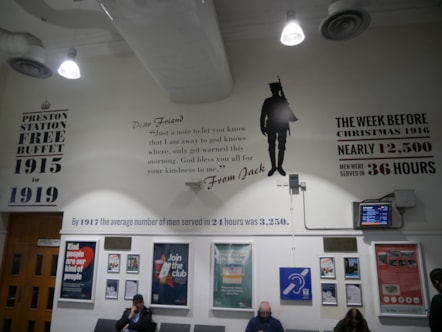 PRESTON
STATION
FREE
BUFFET
1915
to
1919
Dear Friend
"Just a note to let you know
that I am away to god knows
where, only got warned this
morning, God bless you all for
your kindness to me."
From Jack
THE WEEK BEFORE
CHRISTMAS 1916
NEARLY 12,500
MEN WERE
SERVED IN 36 HOURS
By 1917 the average number of men served in 24 hours was 3,250.
Kind people
are our
kind of
people
Join the
club